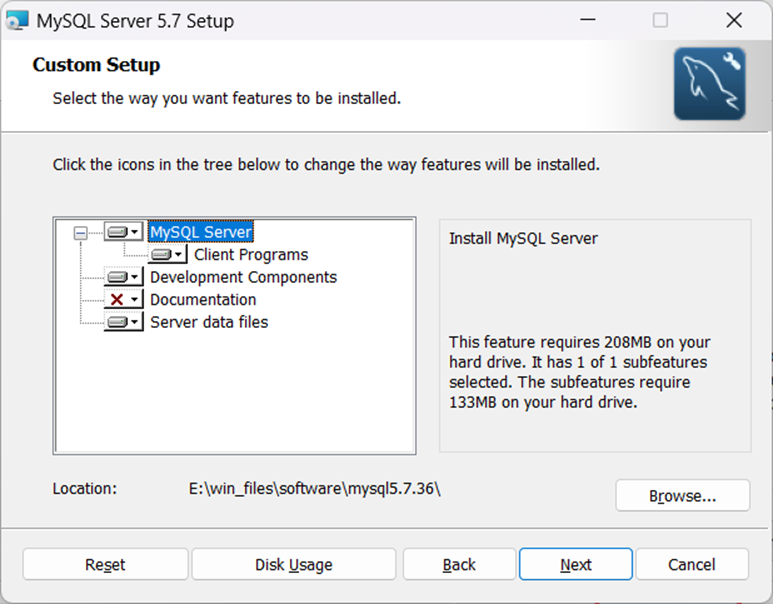 MySQL Server 5.7 Setup
Custom Setup
Select the way you want features to be installed.
Click the icons in the tree below to change the way features will be installed.
MySQL Server
Client Programs
Development Components
Documentation
Server data files
Install MySQL Server
This feature requires 208MB on your
hard drive. It has 1 of 1 subfeatures
selected. The subfeatures require
133MB on your hard drive.
Location:
E:\win_files\software\mysql5.7.36\
Browse...
Reset
Disk Usage
Back
Next
Cancel